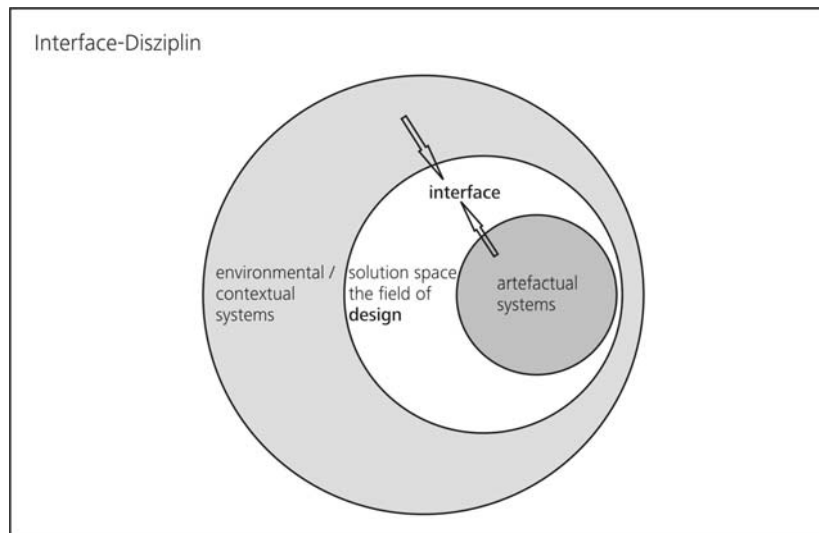 Interface-Disziplin
interface
environmental /
contextual
systems
solution space
the field of
design
artefactual
systems